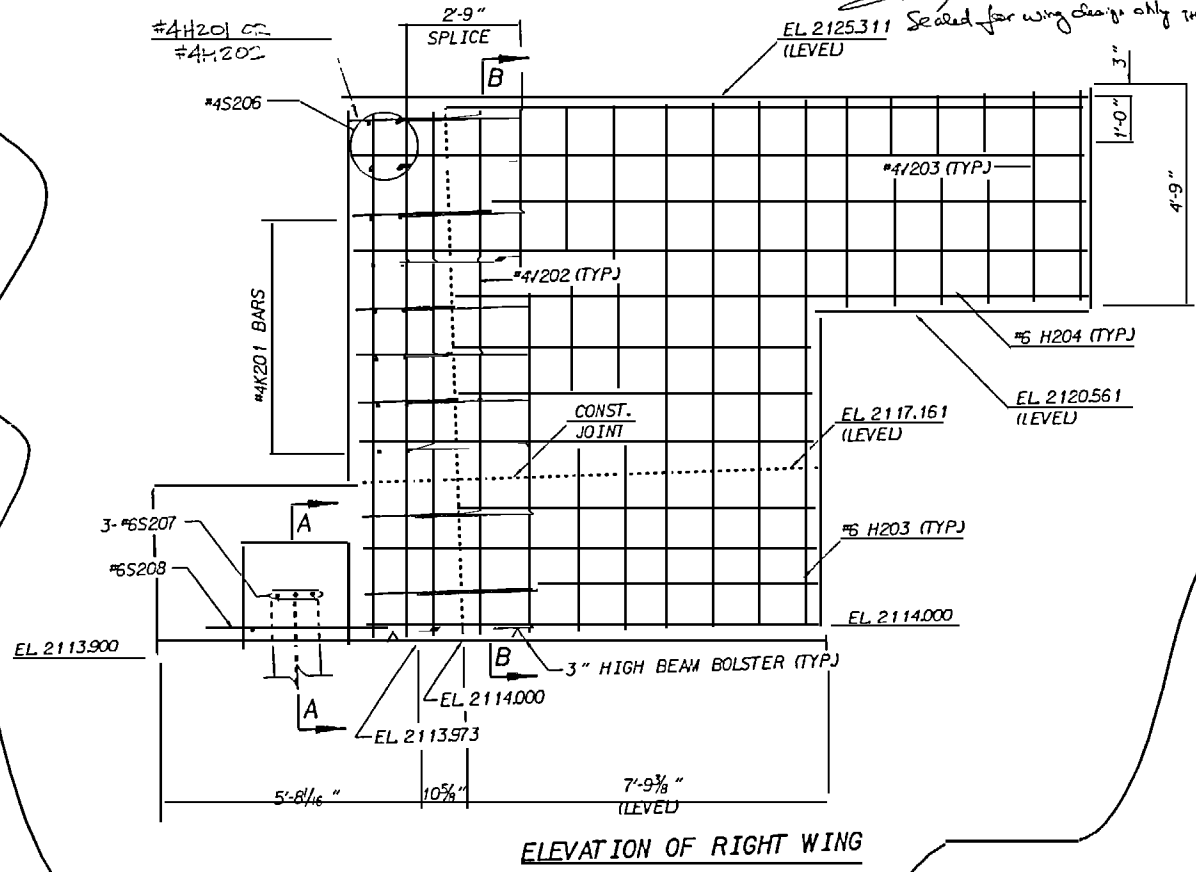 2'-9"
SPLICE
#4H201
#4H202
#4S206
B
EL. 2125.311
(LEVEL)
Sealed for wing design only
3"
1'-0"
4'-9"
#4V203 (TYP.)
#4V202 (TYP.)
#4K201 BARS
#6 H204 (TYP.)
EL. 2120.561
(LEVEL)
CONST.
JOINT
EL. 2117.161
(LEVEL)
3-#6S207
A
#6S208
#6 H203 (TYP.)
EL. 2114.000
EL. 2113.900
B
3" HIGH BEAM BOLSTER (TYP.)
EL. 2114.000
A
EL. 2113.973
5'-8 1/16"
10 5/8"
7'-9 3/8"
(LEVEL)
ELEVATION OF RIGHT WING